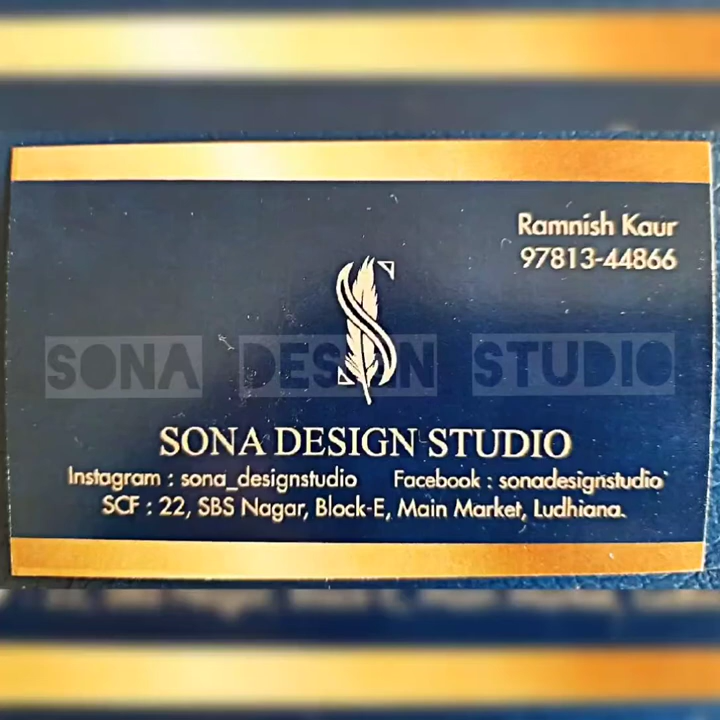 Ramnish Kaur
97813-44866
SONA DESIGN STUDIO
SONA DESIGN STUDIO
Instagram : sona_designstudio Facebook : sonadesignstudio
SCF : 22, SBS Nagar, Block-E, Main Market, Ludhiana.